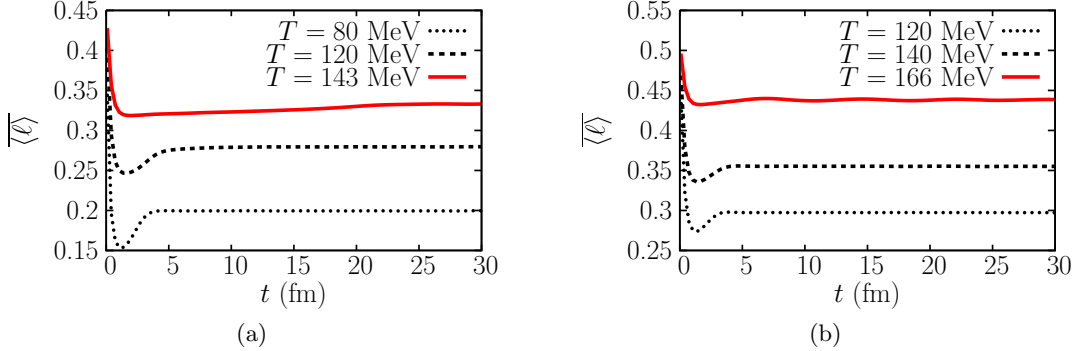 0.45
0.4
0.35
0.3
0.25
0.2
0.15
⟨ℓ⟩
T = 80 MeV
T = 120 MeV
T = 143 MeV
0 5 10 15 20 25 30
t (fm)
(a)
0.55
0.5
0.45
0.4
0.35
0.3
0.25
⟨ℓ⟩
T = 120 MeV
T = 140 MeV
T = 166 MeV
0 5 10 15 20 25 30
t (fm)
(b)